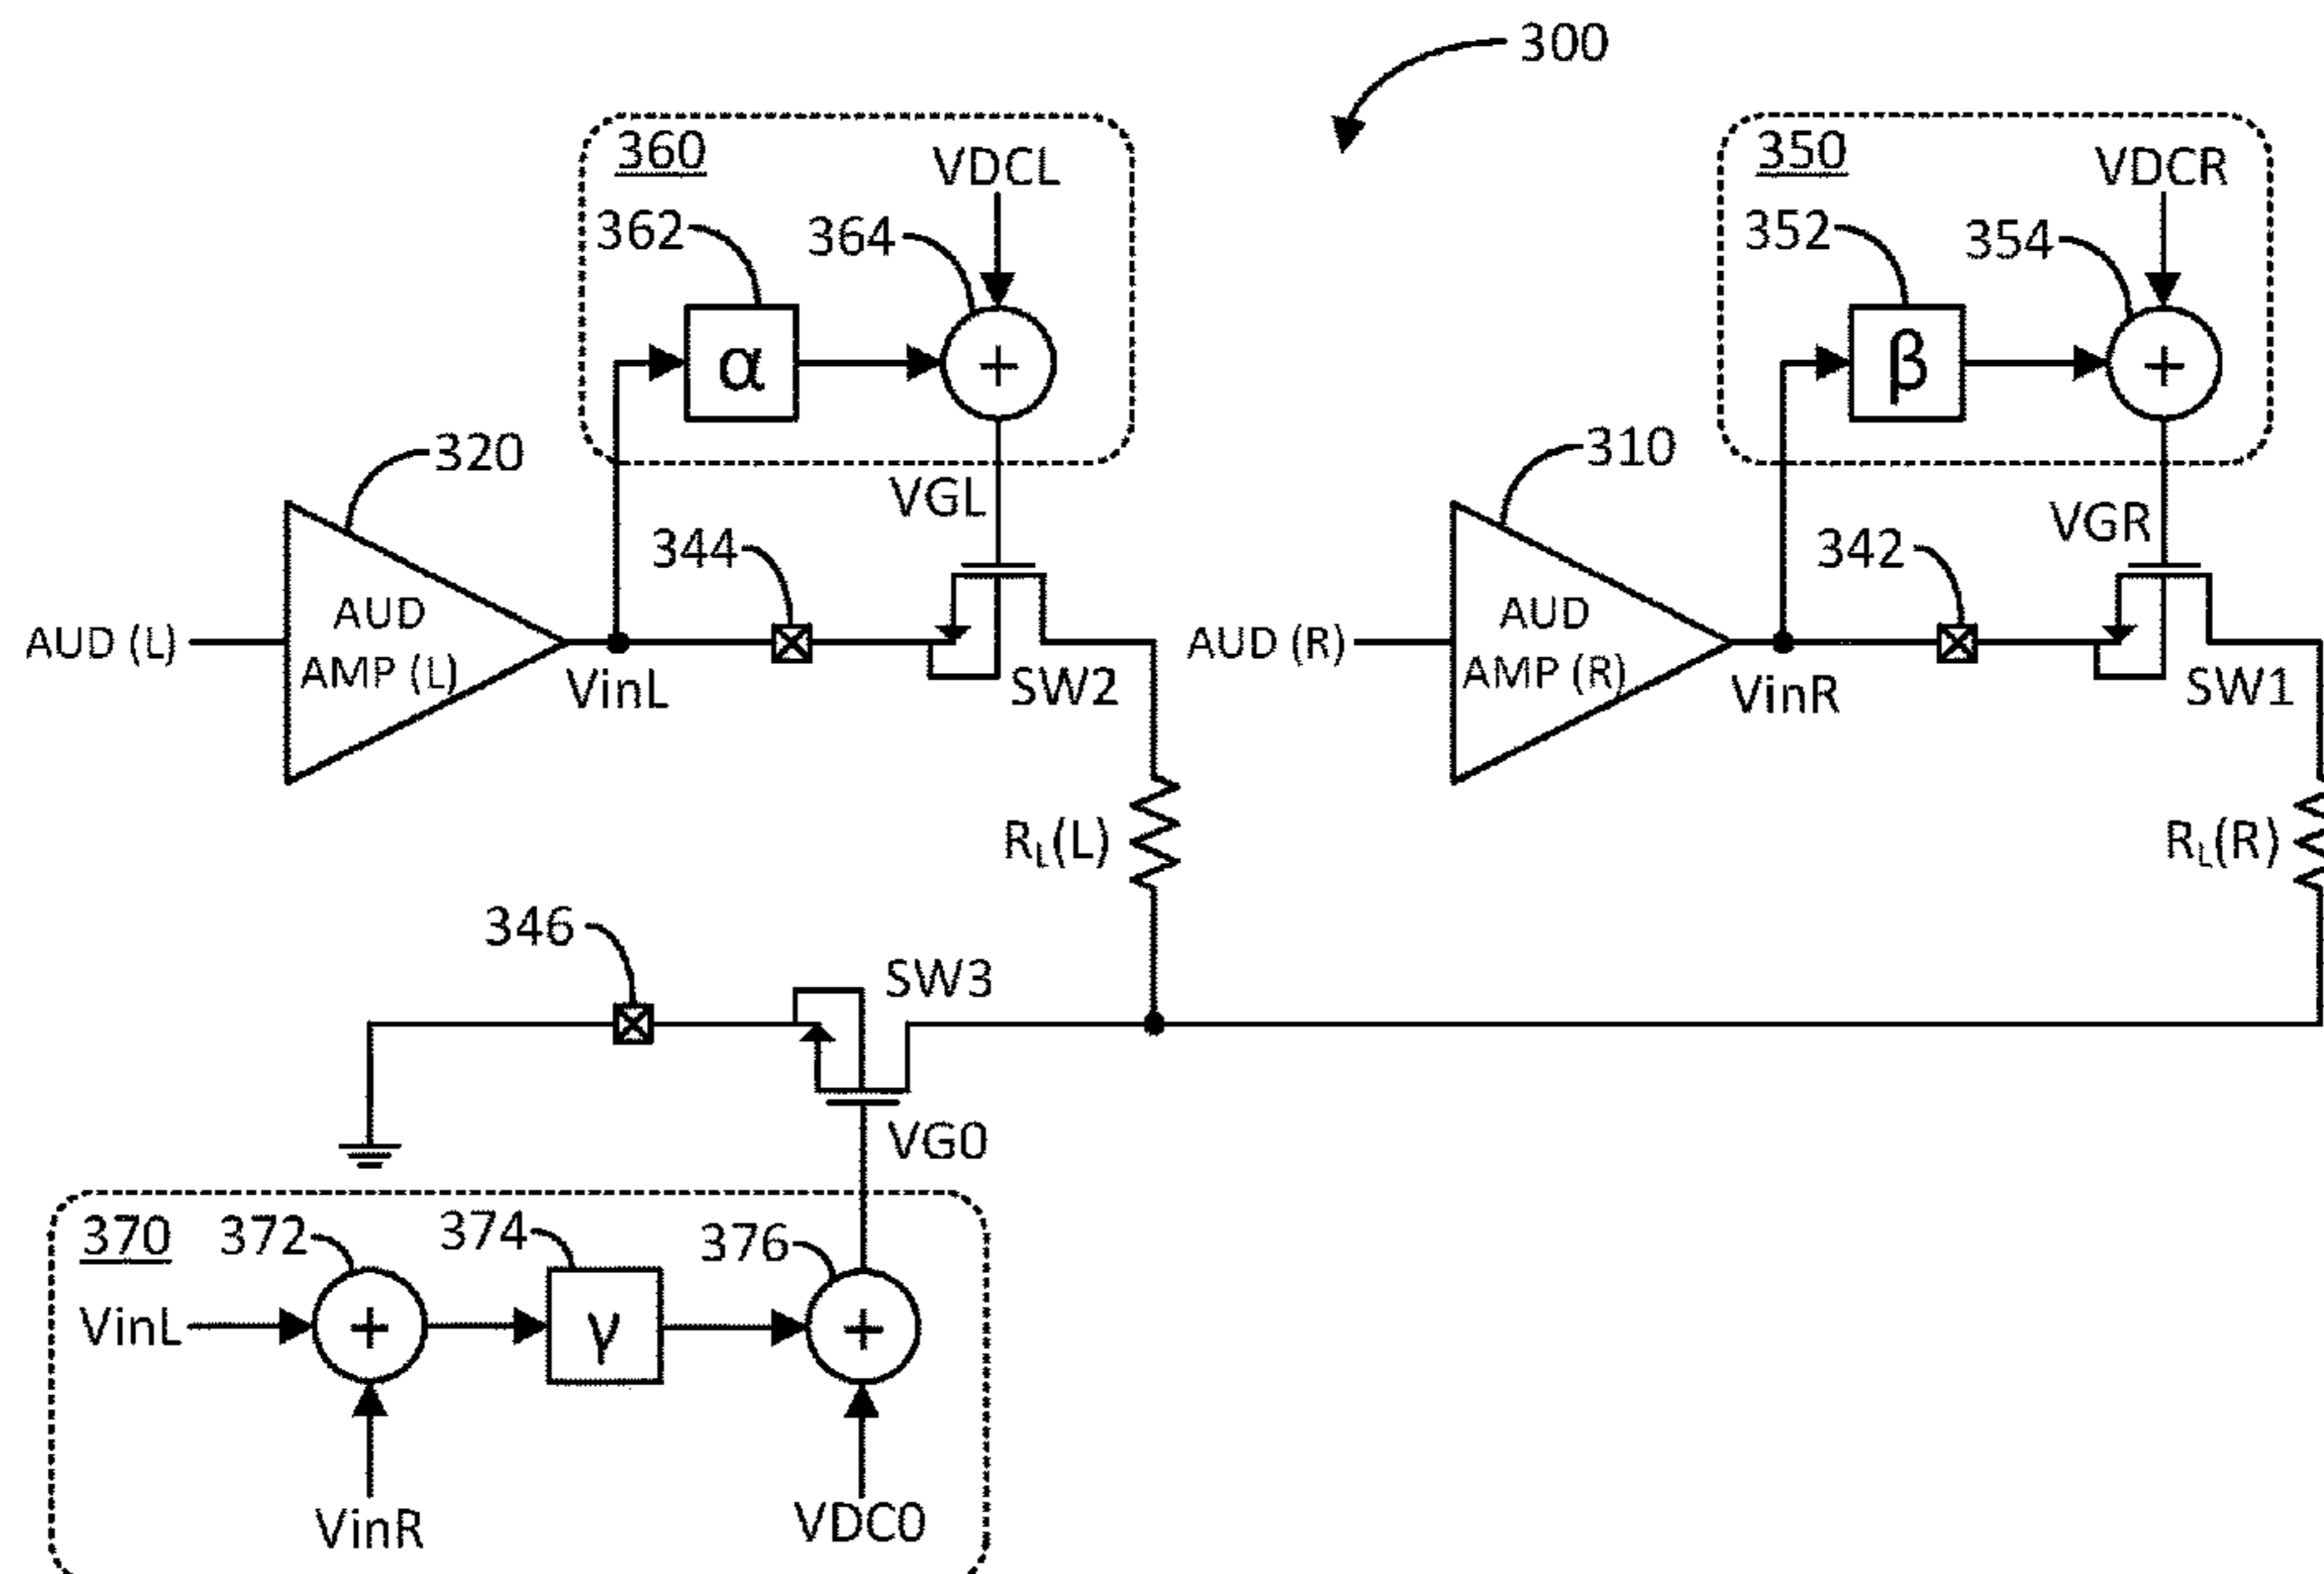 300
360
VDCL
362
364
α
+
320
VGL
344
AUD (L)
AUD
AMP (L)
VinL
SW2
RL(L)
350
VDCR
352
354
β
+
310
VGR
342
AUD (R)
AUD
AMP (R)
VinR
SW1
RL(R)
346
SW3
VG0
370
372
374
376
VinL
+
γ
+
VinR
VDC0